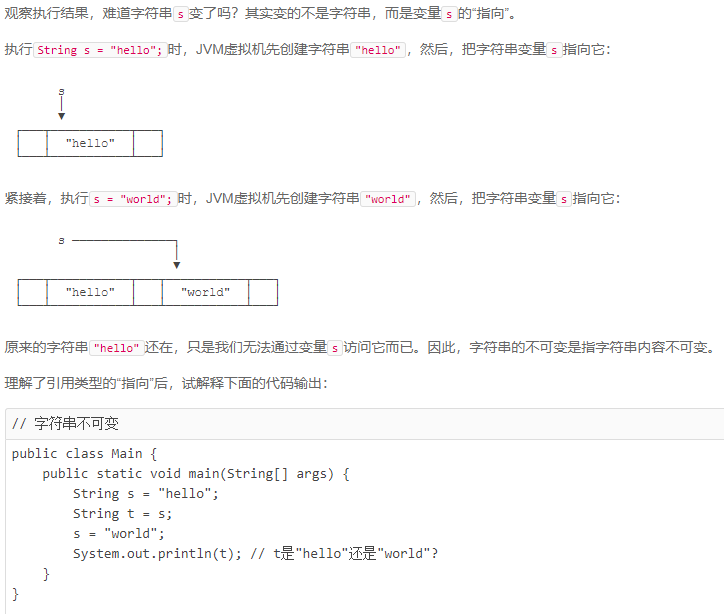 观察执行结果，难道字符串s变了吗？其实变的不是字符串，而是变量s的“指向”。
执行String s = "hello";时，JVM虚拟机先创建字符串"hello"，然后，把字符串变量s指向它：
s
"hello"
紧接着，执行s = "world";时，JVM虚拟机先创建字符串"world"，然后，把字符串变量s指向它：
s
"hello" "world"
原来的字符串"hello"还在，只是我们无法通过变量s访问它而已。因此，字符串的不可变是指字符串内容不可变。
理解了引用类型的“指向”后，试解释下面的代码输出：
// 字符串不可变
public class Main {
    public static void main(String[] args) {
        String s = "hello";
        String t = s;
        s = "world";
        System.out.println(t); // t是"hello"还是"world"?
    }
}